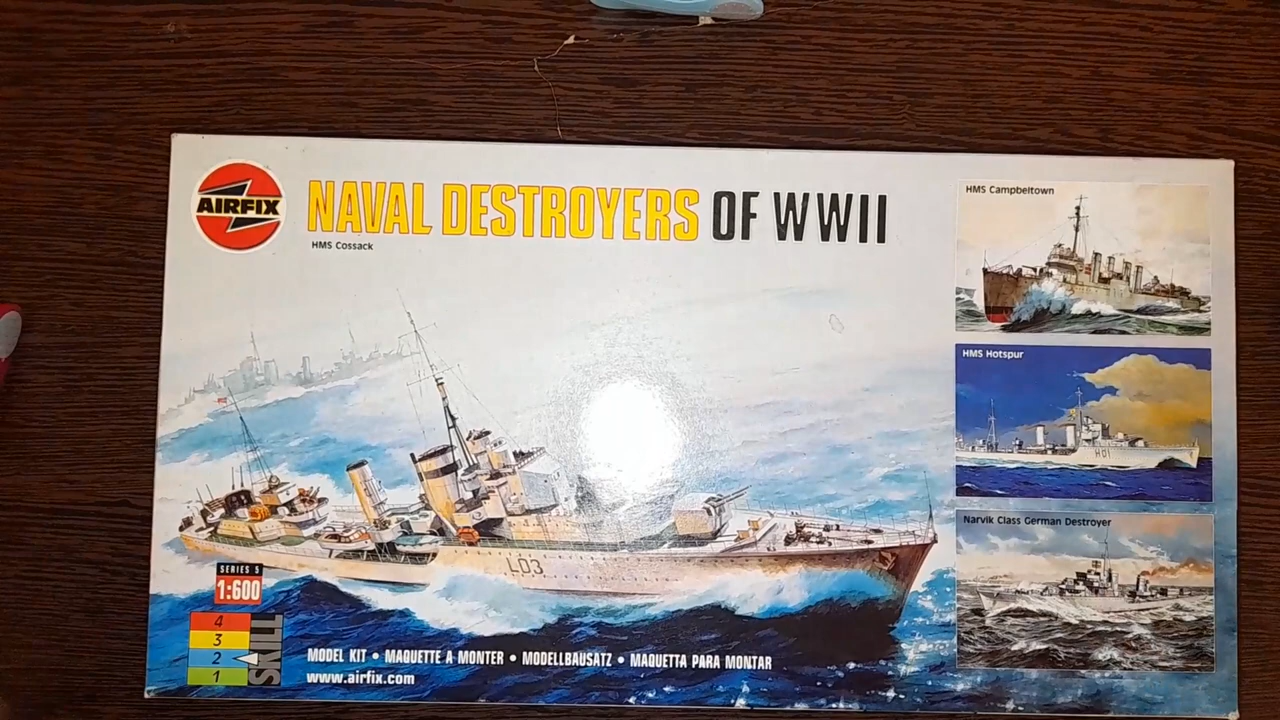 AIRFIX
NAVAL DESTROYERS OF WWII
HMS Cossack
HMS Campbeltown
HMS Hotspur
H01
Narvik Class German Destroyer
L03
SERIES 5
1:600
4
3
2
1
SKILL
MODEL KIT • MAQUETTE A MONTER • MODELLBAUSATZ • MAQUETTA PARA MONTAR
www.airfix.com